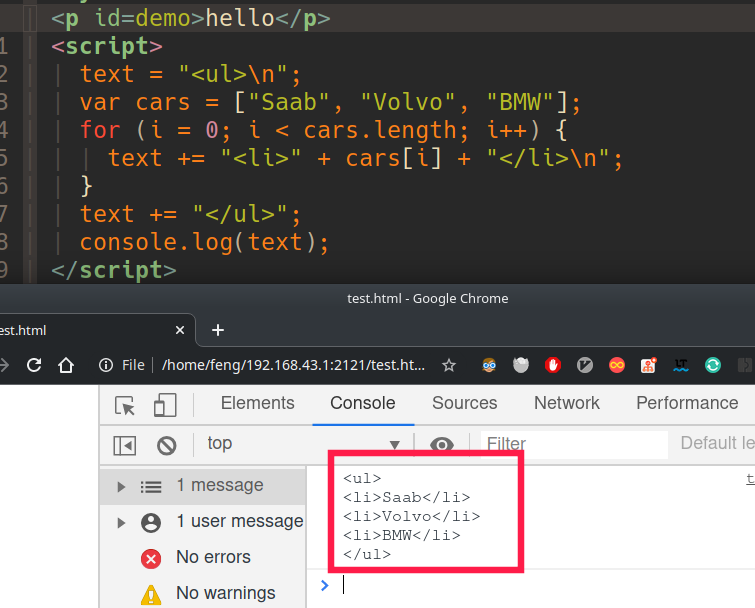 <p id=demo>hello</p>
1 <script>
2 text = "<ul>\n";
3 var cars = ["Saab", "Volvo", "BMW"];
4 for (i = 0; i < cars.length; i++) {
5 text += "<li>" + cars[i] + "</li>\n";
6 }
7 text += "</ul>";
8 console.log(text);
9 </script>
test.html - Google Chrome
est.html
File /home/feng/192.168.43.1:2121/test.ht...
Elements Console Sources Network Performance
top Filter Default le
1 message
1 user message
No errors
No warnings
<ul>
<li>Saab</li>
<li>Volvo</li>
<li>BMW</li>
</ul>
>